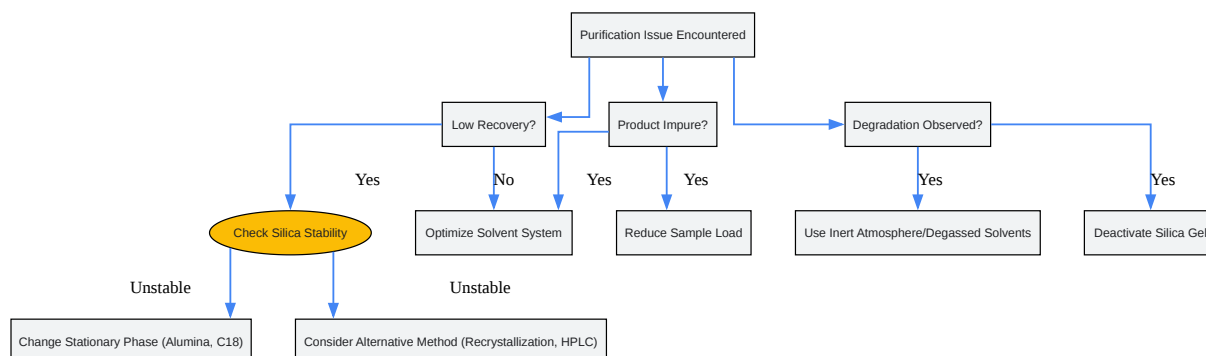 Purification Issue Encountered
Low Recovery?
Product Impure?
Degradation Observed?
Yes
No
Yes
Yes
Yes
Yes
Check Silica Stability
Optimize Solvent System
Reduce Sample Load
Use Inert Atmosphere/Degassed Solvents
Deactivate Silica Gel
Unstable
Unstable
Change Stationary Phase (Alumina, C18)
Consider Alternative Method (Recrystallization, HPLC)